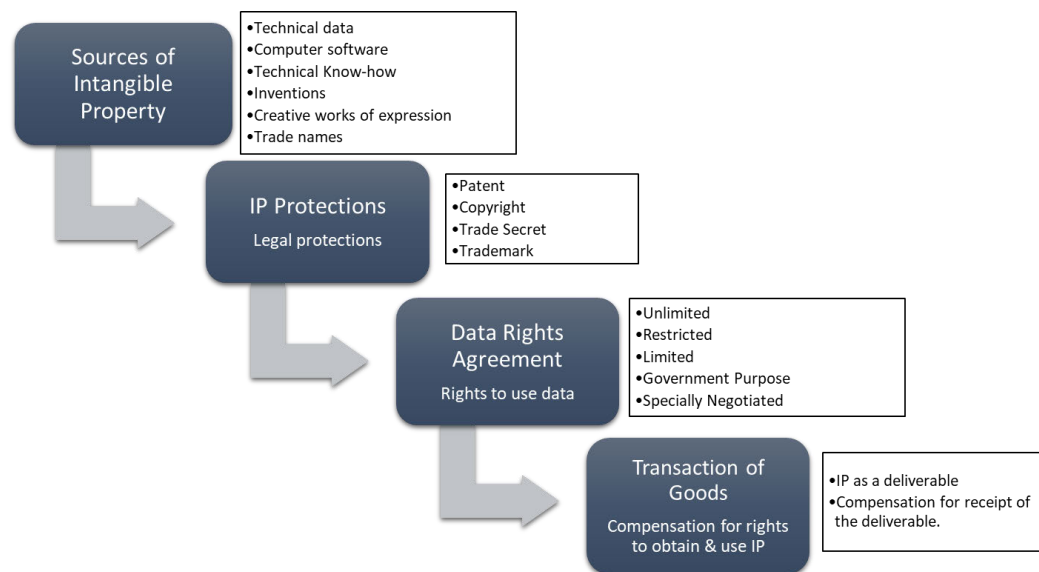 Sources of
Intangible
Property
•Technical data
•Computer software
•Technical Know-how
•Inventions
•Creative works of expression
•Trade names
IP Protections
Legal protections
•Patent
•Copyright
•Trade Secret
•Trademark
Data Rights
Agreement
Rights to use data
•Unlimited
•Restricted
•Limited
•Government Purpose
•Specially Negotiated
Transaction of
Goods
Compensation for rights
to obtain & use IP
•IP as a deliverable
•Compensation for receipt of
the deliverable.